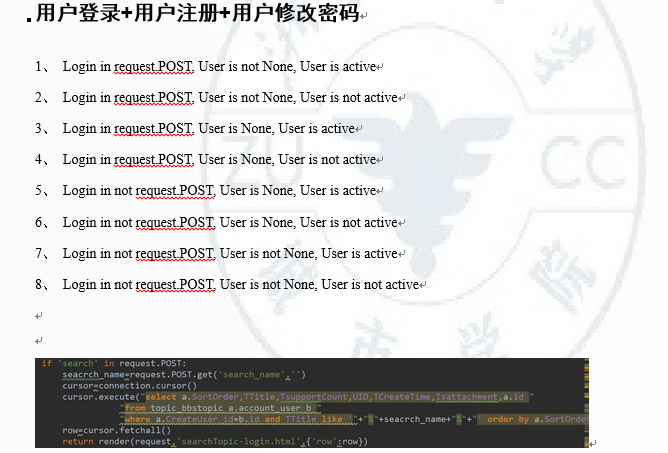 用户登录+用户注册+用户修改密码
1、 Login in request.POST, User is not None, User is active
2、 Login in request.POST, User is not None, User is not active
3、 Login in request.POST, User is None, User is active
4、 Login in request.POST, User is None, User is not active
5、 Login in not request.POST, User is None, User is active
6、 Login in not request.POST, User is None, User is not active
7、 Login in not request.POST, User is not None, User is active
8、 Login in not request.POST, User is not None, User is not active
ZU CC
if 'search' in request.POST:
seacrch_name=request.POST.get('search_name','')
cursor=connection.cursor()
cursor.execute("select a.SortOrder,TTitle,TsupportCount,UID,TCreateTime,Isattachment,a.id "
"from topic_bbstopic a,account_user b "
"where a.CreateUser_id=b.id and TTitle like '"+"%"+seacrch_name+"%"+"' order by a.SortOrde
row=cursor.fetchall()
return render(request,'searchTopic-login.html',{'row':row})